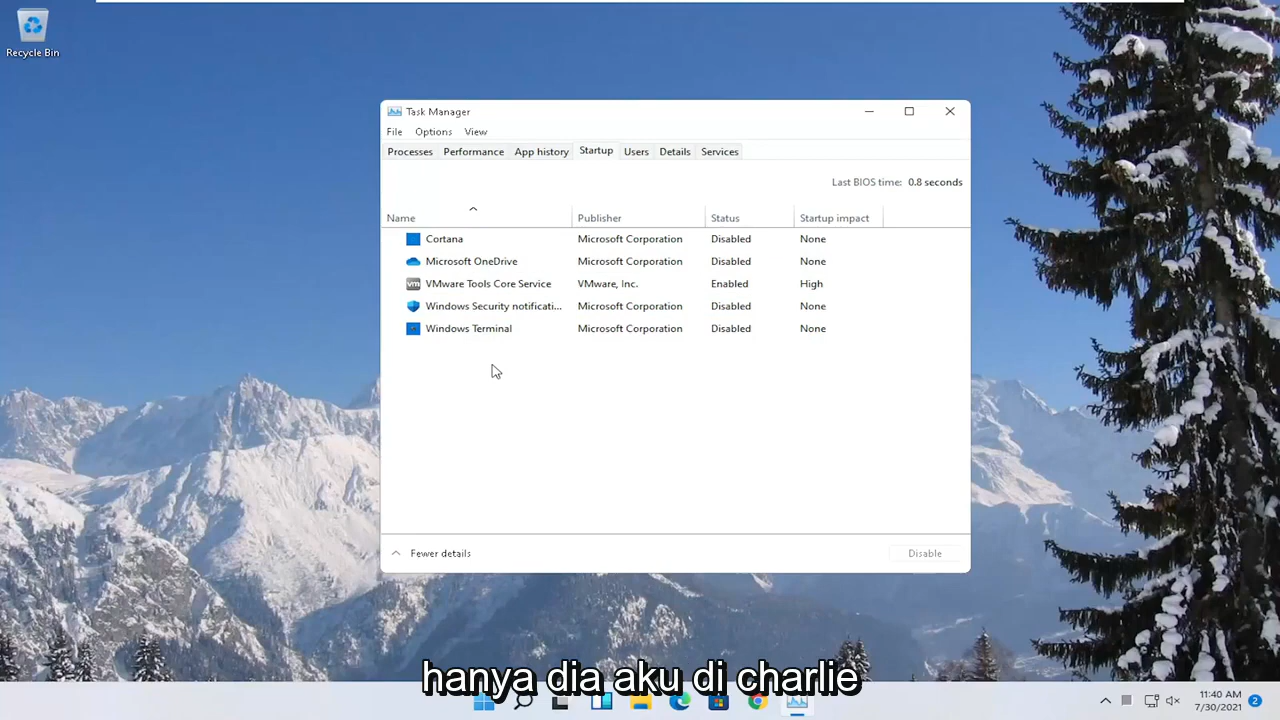 Recycle Bin
Task Manager
File Options View
Processes Performance App history Startup Users Details Services
Last BIOS time: 0.8 seconds
Name Publisher Status Startup impact
Cortana Microsoft Corporation Disabled None
Microsoft OneDrive Microsoft Corporation Disabled None
VMware Tools Core Service VMware, Inc. Enabled High
Windows Security notificati... Microsoft Corporation Disabled None
Windows Terminal Microsoft Corporation Disabled None
Fewer details Disable
hanya dia aku di charlie
11:40 AM
7/30/2021
2